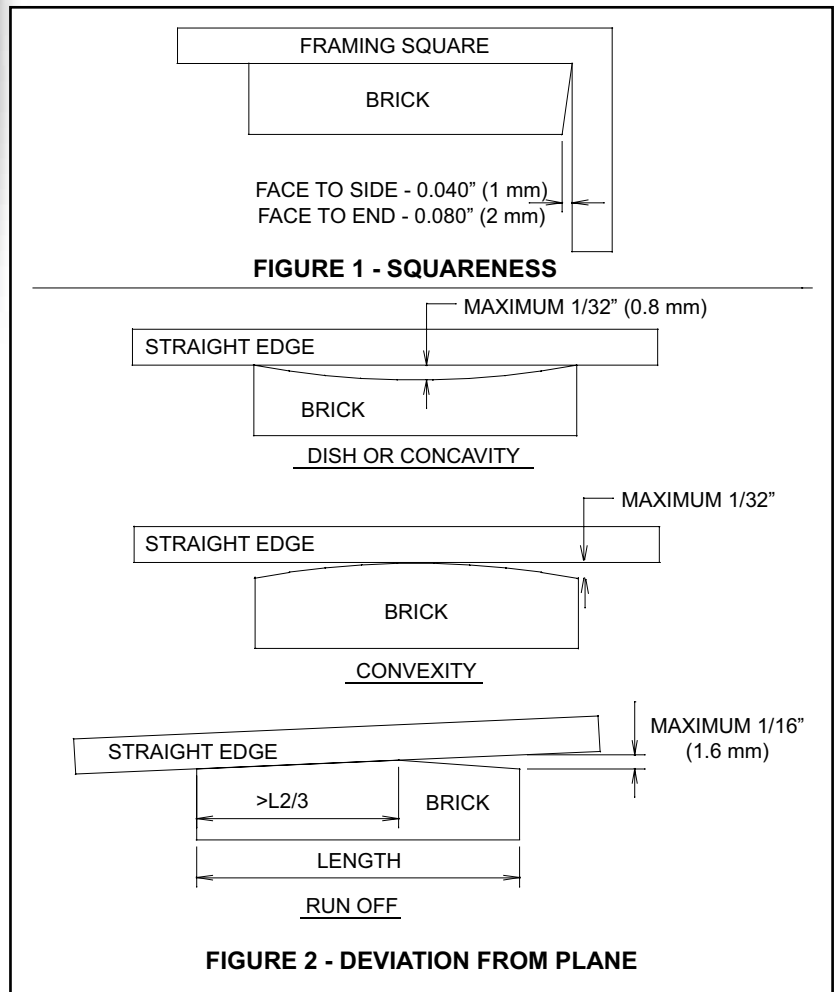 FRAMING SQUARE
BRICK
FACE TO SIDE - 0.040” (1 mm)
FACE TO END - 0.080” (2 mm)
FIGURE 1 - SQUARENESS
MAXIMUM 1/32” (0.8 mm)
STRAIGHT EDGE
BRICK
DISH OR CONCAVITY
MAXIMUM 1/32”
STRAIGHT EDGE
BRICK
CONVEXITY
MAXIMUM 1/16”
(1.6 mm)
STRAIGHT EDGE
>L2/3
BRICK
LENGTH
RUN OFF
FIGURE 2 - DEVIATION FROM PLANE